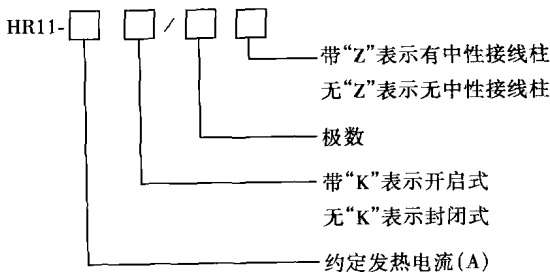 HR11-□ □/□ □
带“Z”表示有中性接线柱
无“Z”表示无中性接线柱
极数
带“K”表示开启式
无“K”表示封闭式
约定发热电流(A)